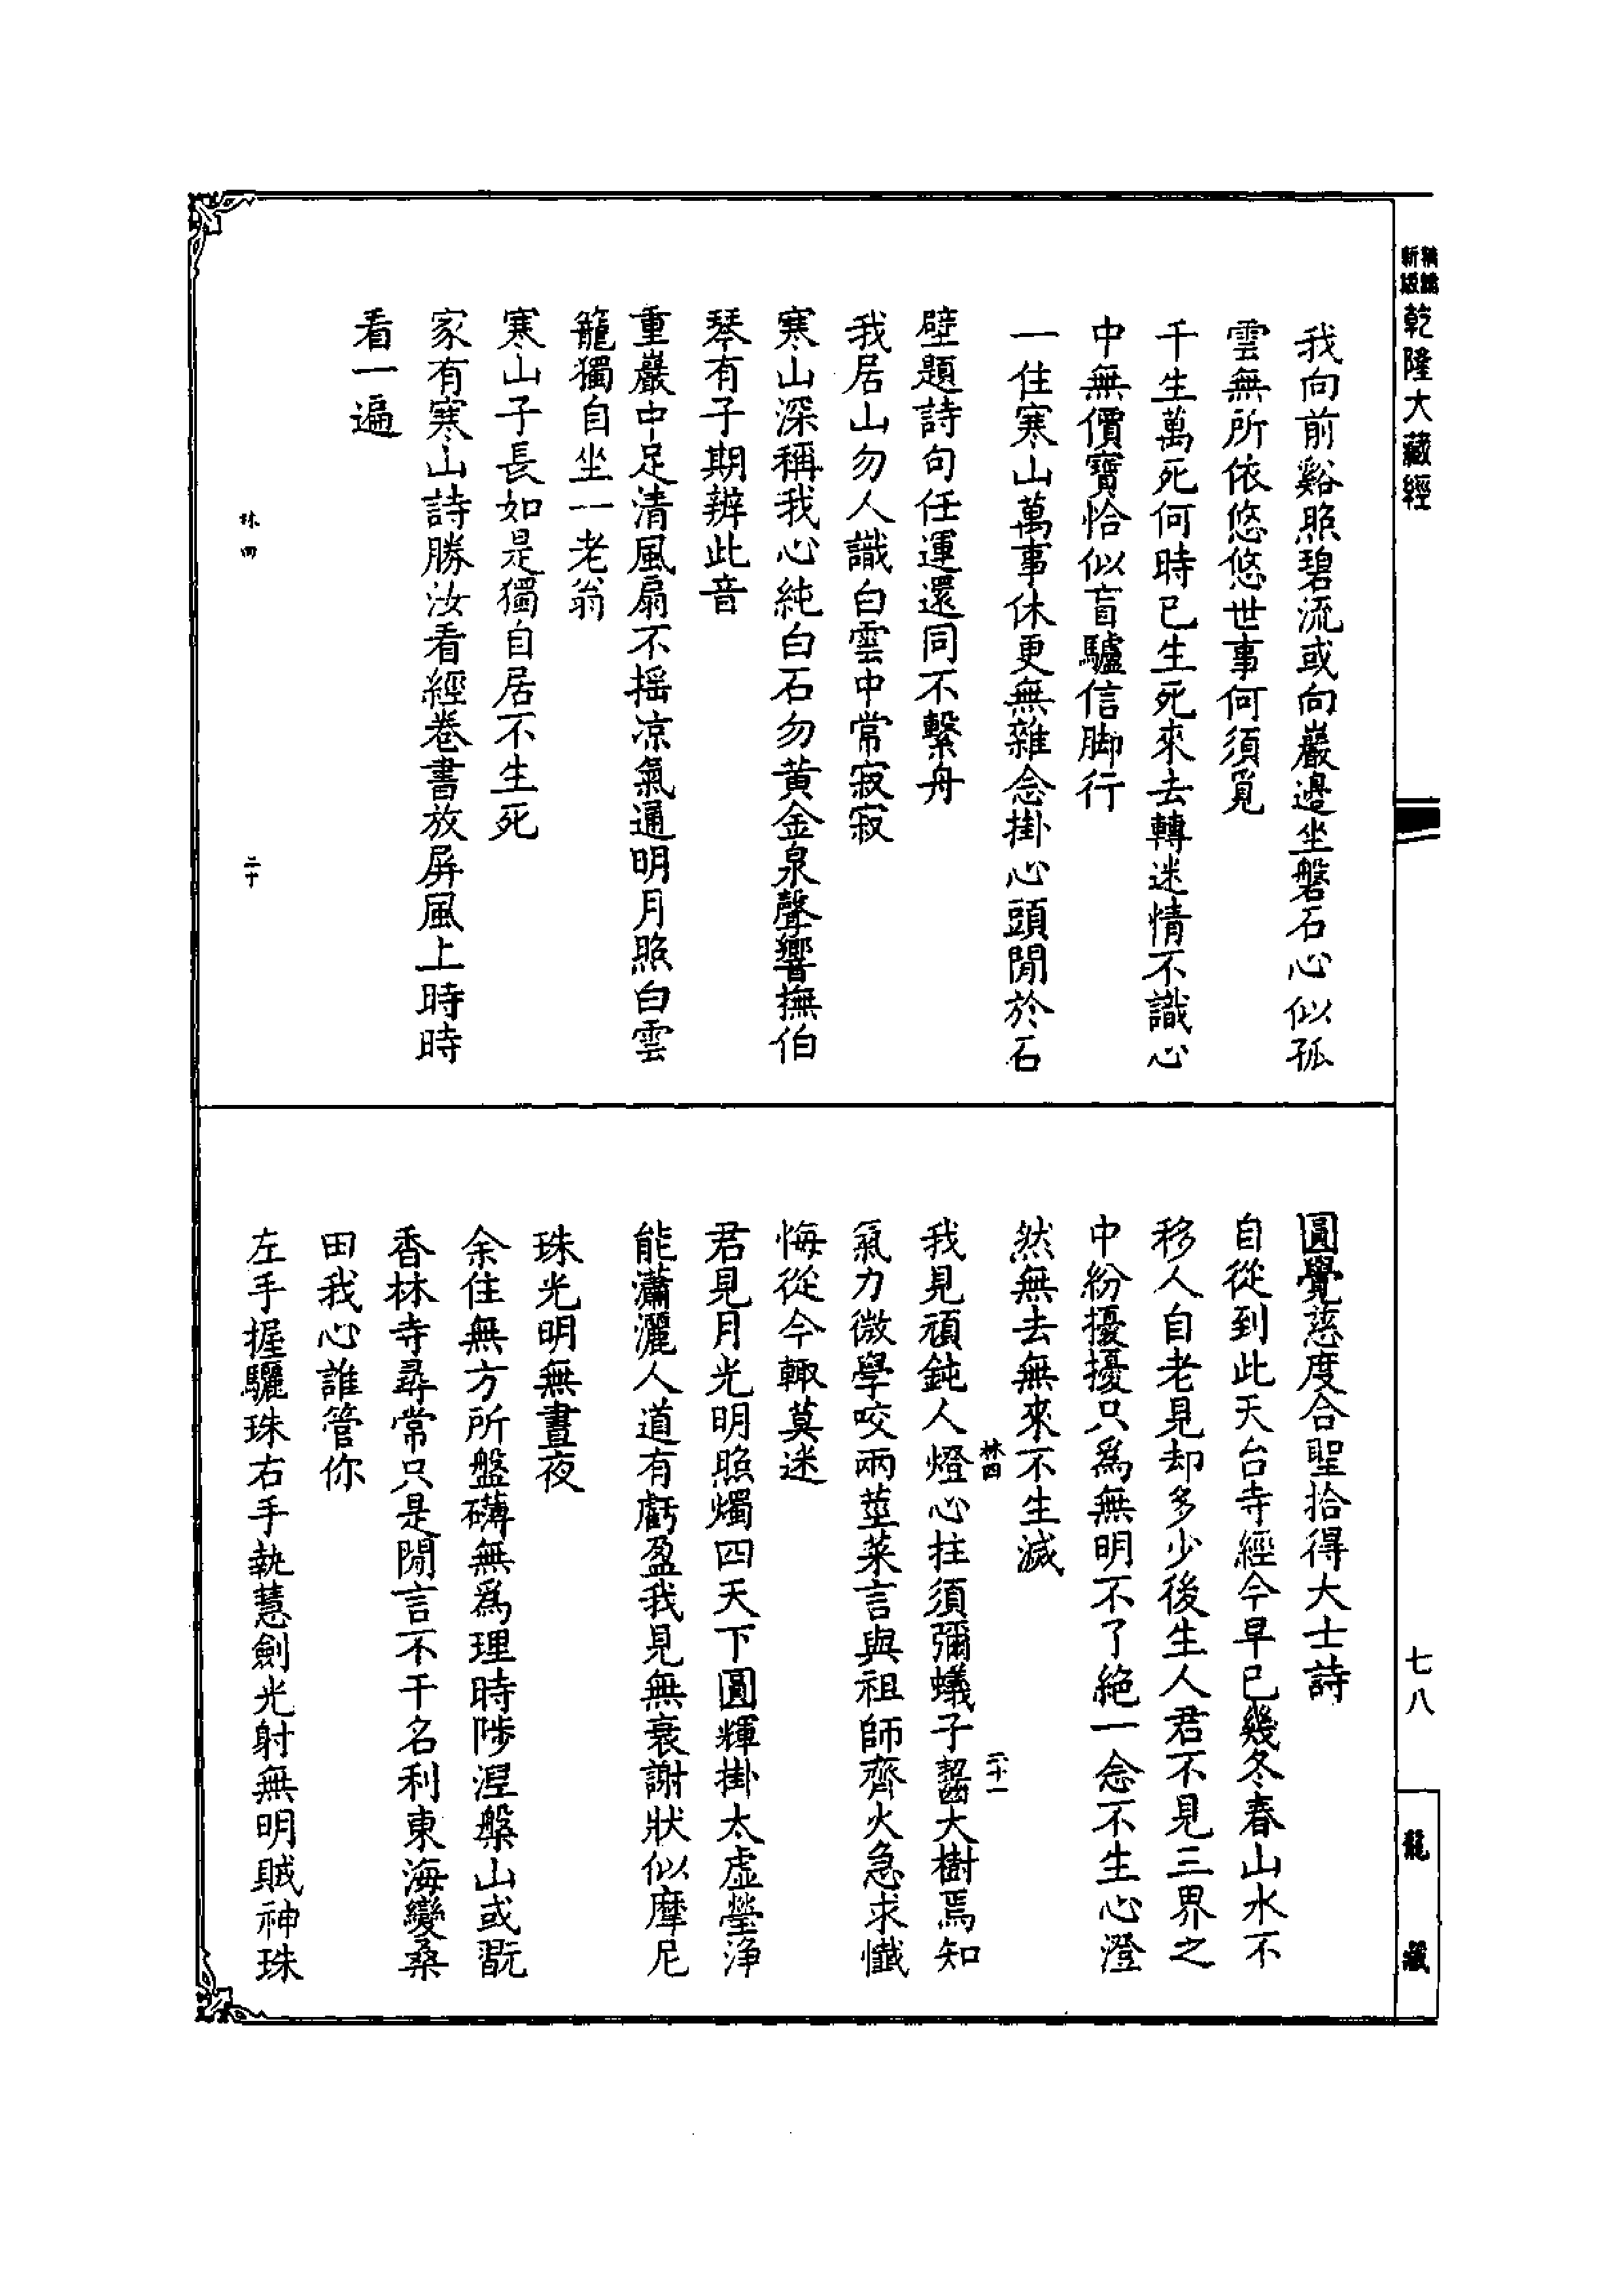 精裝新版 乾隆大藏經
我向前谿照碧流或向巖邊坐磐石心似孤
雲無所依悠悠世事何須覓
千生萬死何時已生死來去轉迷情不識心
中無價寶恰似盲驢信脚行
一住寒山萬事休更無雜念掛心頭閒於石
壁題詩句任運還同不繫舟
我居山勿人識白雲中常寂寂
寒山深稱我心純白石勿黄金泉聲響撫伯
琴有子期辨此音
重巖中足清風扇不揺凉氣通明月照白雲
籠獨自坐一老翁
寒山子長如是獨自居不生死
家有寒山詩勝汝看經卷書放屏風上時時
看一遍
林四 二十
七八
龍藏
圓覺慈度合聖拾得大士詩
自從到此天台寺經今早已幾冬春山水不
移人自老見却多少後生人君不見三界之
中紛擾擾只爲無明不了絶一念不生心澄
然無去無來不生滅
林四 二十一
我見頑鈍人燈心拄須彌蟻子齧大樹焉知
氣力微學咬兩莖菜言與祖師齊火急求懺
悔從今輙莫迷
君見月光明照燭四天下圓輝掛太虛瑩浄
能瀟灑人道有虧盈我見無衰謝狀似摩尼
珠光明無晝夜
余住無方所盤礴無爲理時陟涅槃山或翫
香林寺尋常只是閒言不干名利東海變桑
田我心誰管你
左手握驪珠右手執慧劍光射無明賊神珠